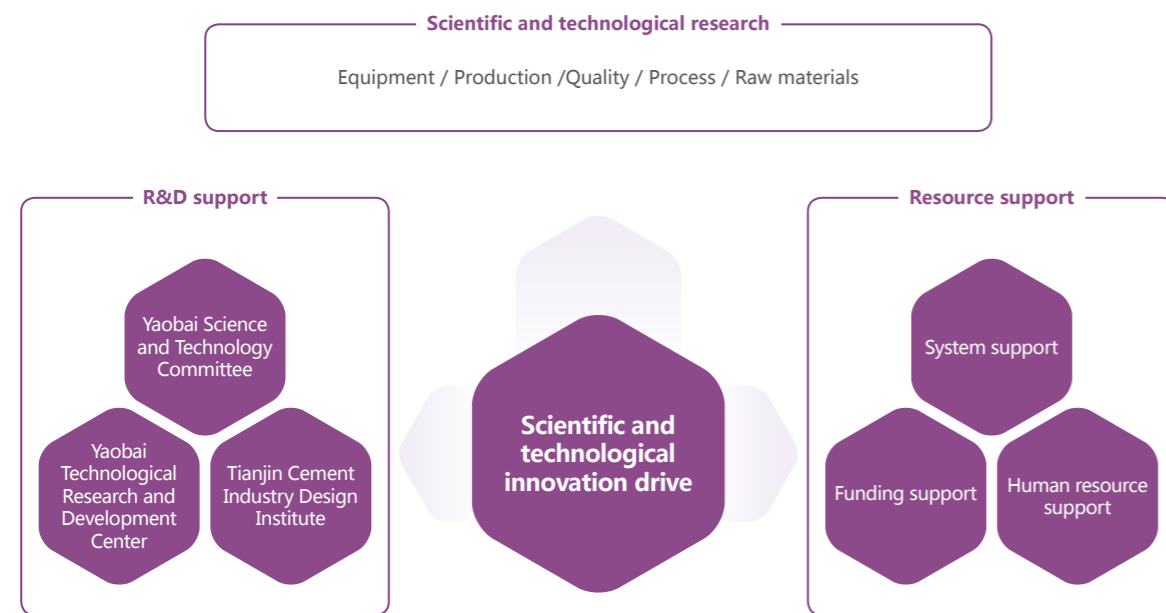 Scientific and technological research
Equipment / Production /Quality / Process / Raw materials
R&D support
Yaobai Science
and Technology
Committee
Yaobai
Technological
Research and
Development
Center
Tianjin Cement
Industry Design
Institute
Scientific and
technological
innovation drive
Resource support
System support
Funding support
Human resource
support